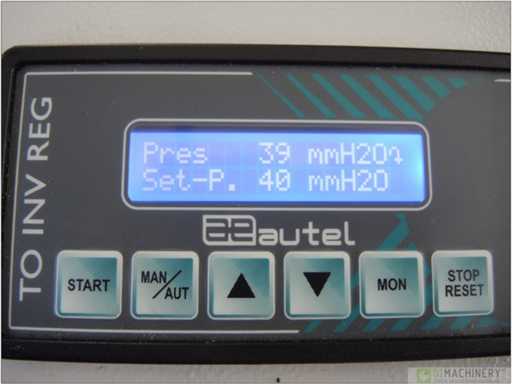 TO INV REG
Pres 39 mmH2O
Set-P. 40 mmH2O
autel
START
MAN/AUT
MON
STOP
RESET
MACHINERY